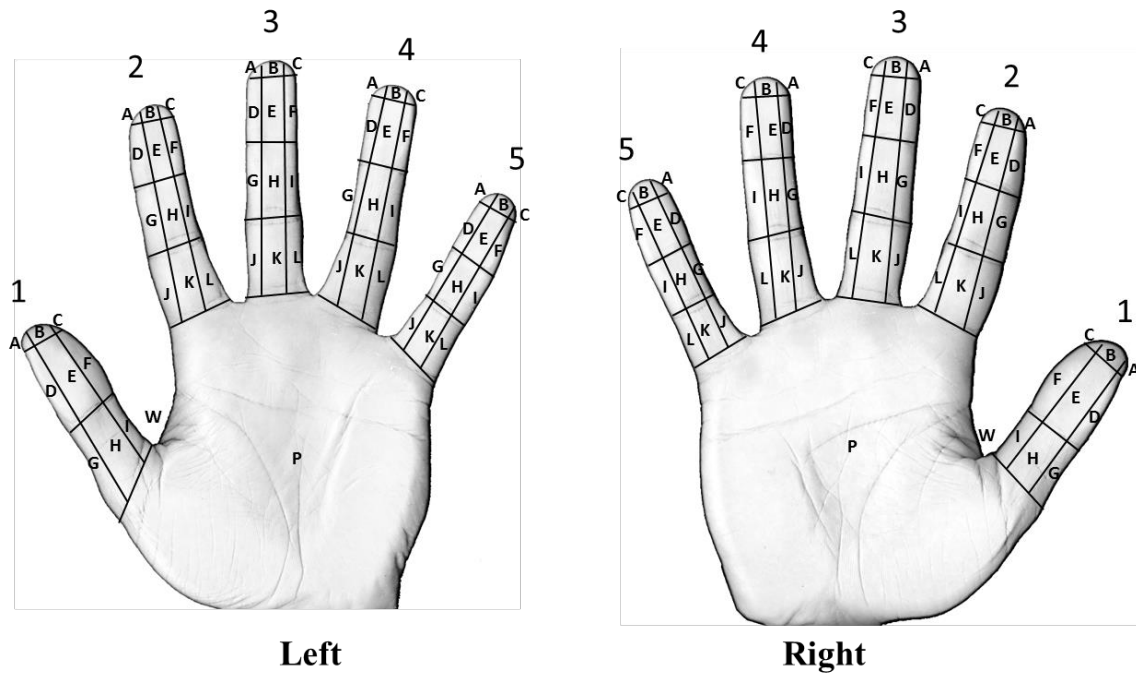 1
A B C
D E F
G H I
W
2
A B C
D E F
G H I
J K L
3
A B C
D E F
G H I
J K L
4
A B C
D E F
G H I
J K L
5
A B C
D E F
G H I
J K L
P
Left
5
C B A
F E D
I H G
L K J
4
C B A
F E D
I H G
L K J
3
C B A
F E D
I H G
L K J
2
C B A
F E D
I H G
L K J
1
C B A
F E D
I H G
W
P
Right